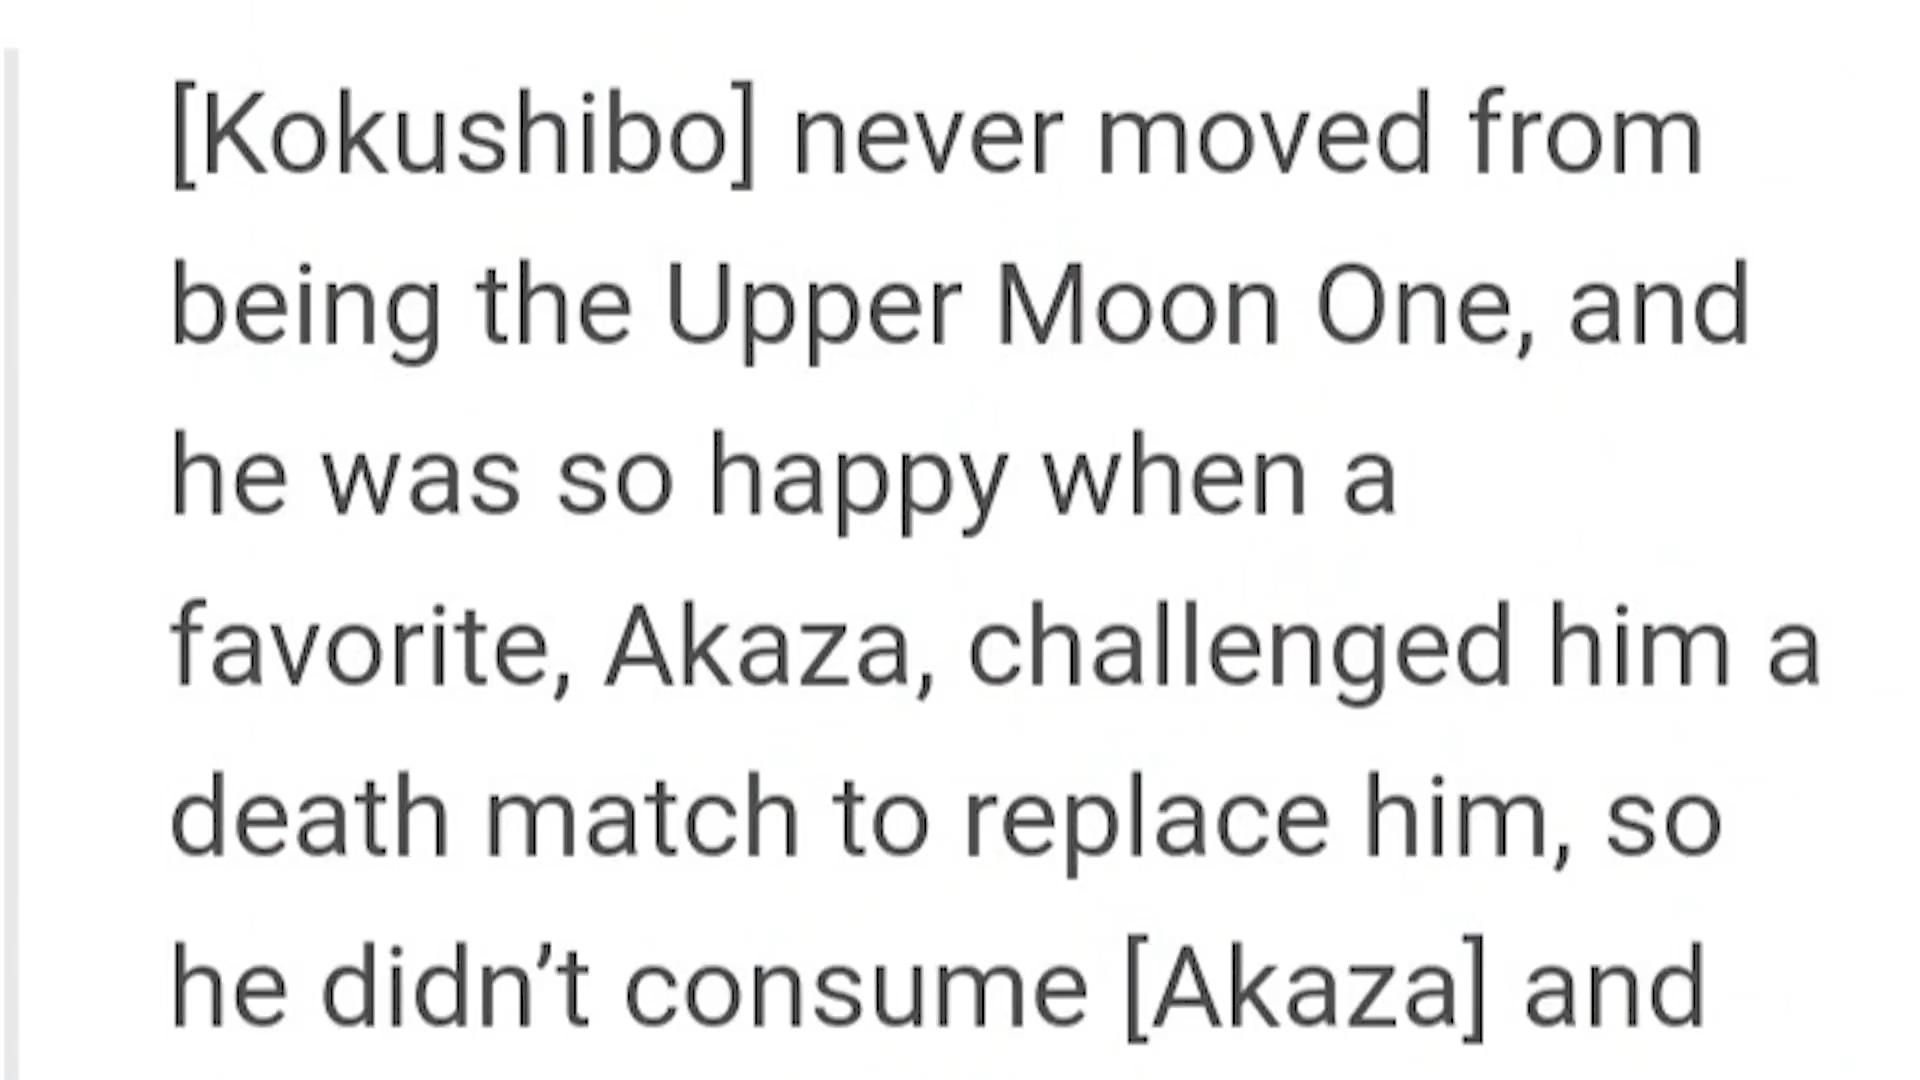 [Kokushibo] never moved from
being the Upper Moon One, and
he was so happy when a
favorite, Akaza, challenged him a
death match to replace him, so
he didn’t consume [Akaza] and